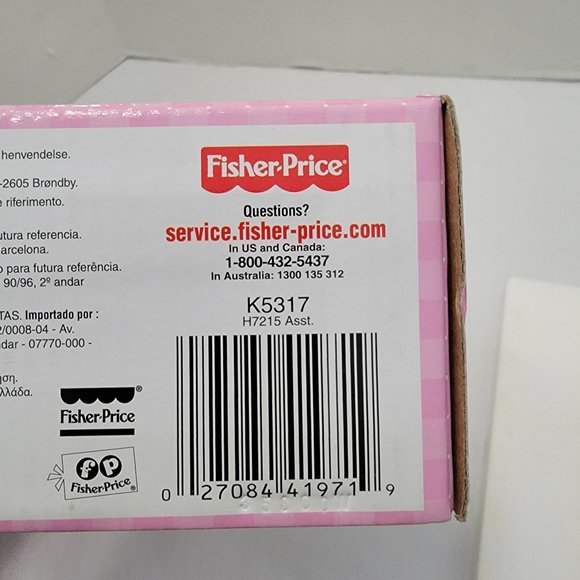 henvendelse.
-2605 Brøndby.
riferimento.
utura referencia.
arcelona.
o para futura referência.
90/96, 2º andar
TAS. Importado por :
2/0008-04 - Av.
dar - 07770-000 -
ηση.
λλάδα.
Fisher-Price®
Fisher-Price®
fp
Fisher-Price®
Questions?
service.fisher-price.com
In US and Canada:
1-800-432-5437
In Australia: 1300 135 312
K5317
H7215 Asst.
0 27084 41971 9